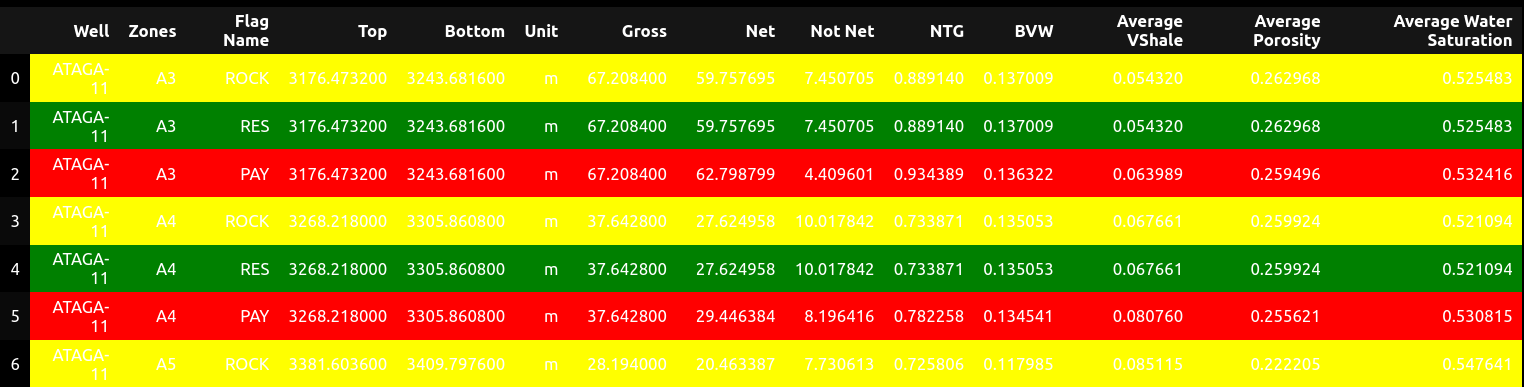 Well Zones Flag Name Top Bottom Unit Gross Net Not Net NTG BVW Average VShale Average Porosity Average Water Saturation
0 ATAGA-11 A3 ROCK 3176.473200 3243.681600 m 67.208400 59.757695 7.450705 0.889140 0.137009 0.054320 0.262968 0.525483
1 ATAGA-11 A3 RES 3176.473200 3243.681600 m 67.208400 59.757695 7.450705 0.889140 0.137009 0.054320 0.262968 0.525483
2 ATAGA-11 A3 PAY 3176.473200 3243.681600 m 67.208400 62.798799 4.409601 0.934389 0.136322 0.063989 0.259496 0.532416
3 ATAGA-11 A4 ROCK 3268.218000 3305.860800 m 37.642800 27.624958 10.017842 0.733871 0.135053 0.067661 0.259924 0.521094
4 ATAGA-11 A4 RES 3268.218000 3305.860800 m 37.642800 27.624958 10.017842 0.733871 0.135053 0.067661 0.259924 0.521094
5 ATAGA-11 A4 PAY 3268.218000 3305.860800 m 37.642800 29.446384 8.196416 0.782258 0.134541 0.080760 0.255621 0.530815
6 ATAGA-11 A5 ROCK 3381.603600 3409.797600 m 28.194000 20.463387 7.730613 0.725806 0.117985 0.085115 0.222205 0.547641